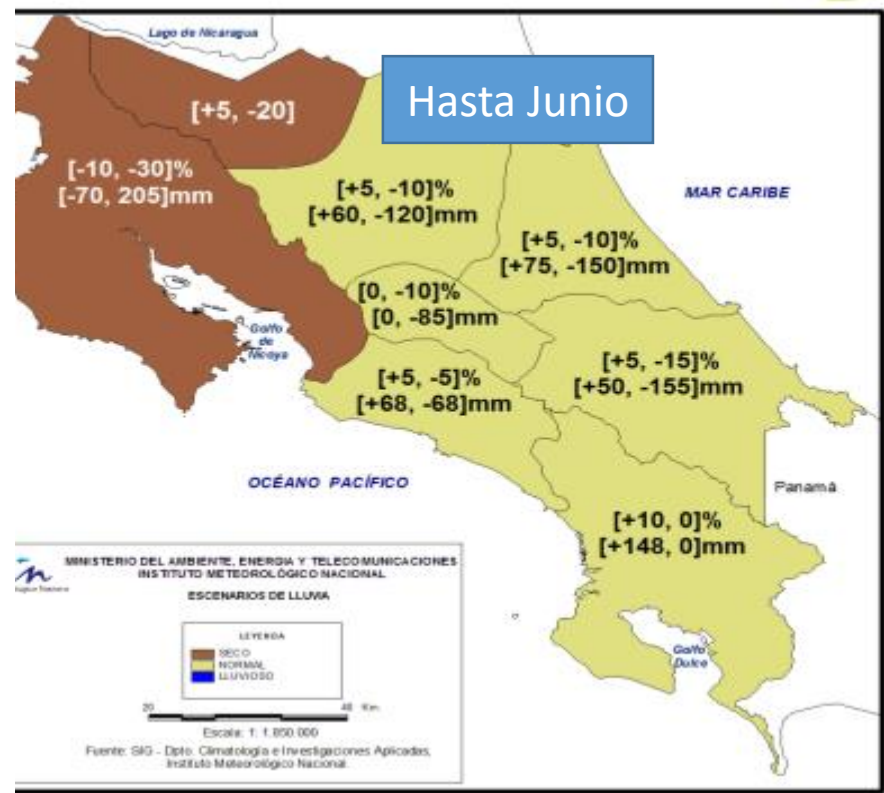 Lago de Nicaragua
Hasta Junio
[+5, -20]
[-10, -30]%
[-70, 205]mm
[+5, -10]%
[+60, -120]mm
MAR CARIBE
[+5, -10]%
[+75, -150]mm
[0, -10]%
[0, -85]mm
Golfo
de
Nicoya
[+5, -15]%
[+50, -155]mm
[+5, -5]%
[+68, -68]mm
OCÉANO PACÍFICO
Panamá
[+10, 0]%
[+148, 0]mm
Golfo
Dulce
MINISTERIO DEL AMBIENTE, ENERGIA Y TELECOMUNICACIONES
INSTITUTO METEOROLÓGICO NACIONAL
ESCENARIOS DE LLUVIA
LEYENDA
SECO
NORMAL
LLUVIOSO
20 40 Km.
Escala: 1: 1.850.000
Fuente: SIG - Dpto. Climatología e Investigaciones Aplicadas,
Instituto Meteorológico Nacional